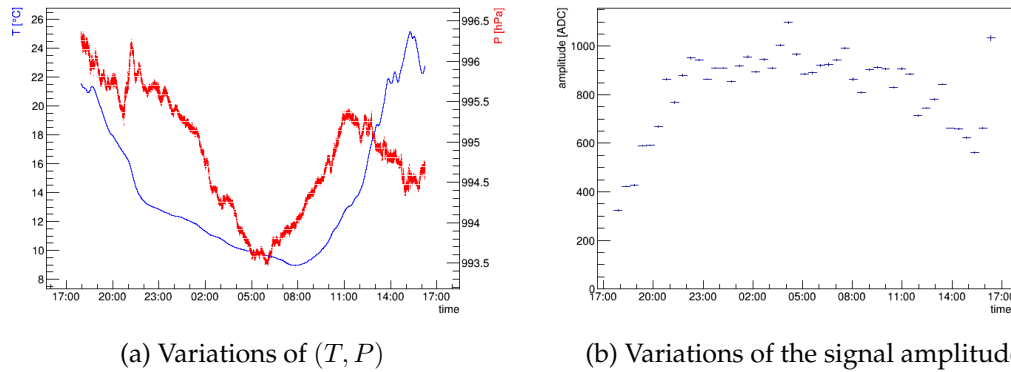 T [°C]
P [hPa]
26
24
22
20
18
16
14
12
10
8
996.5
996
995.5
995
994.5
994
993.5
17:00 20:00 23:00 02:00 05:00 08:00 11:00 14:00 17:00
time
amplitude [ADC]
1000
800
600
400
200
0
17:00 20:00 23:00 02:00 05:00 08:00 11:00 14:00 17:00
time
(a) Variations of (T, P)
(b) Variations of the signal amplitude